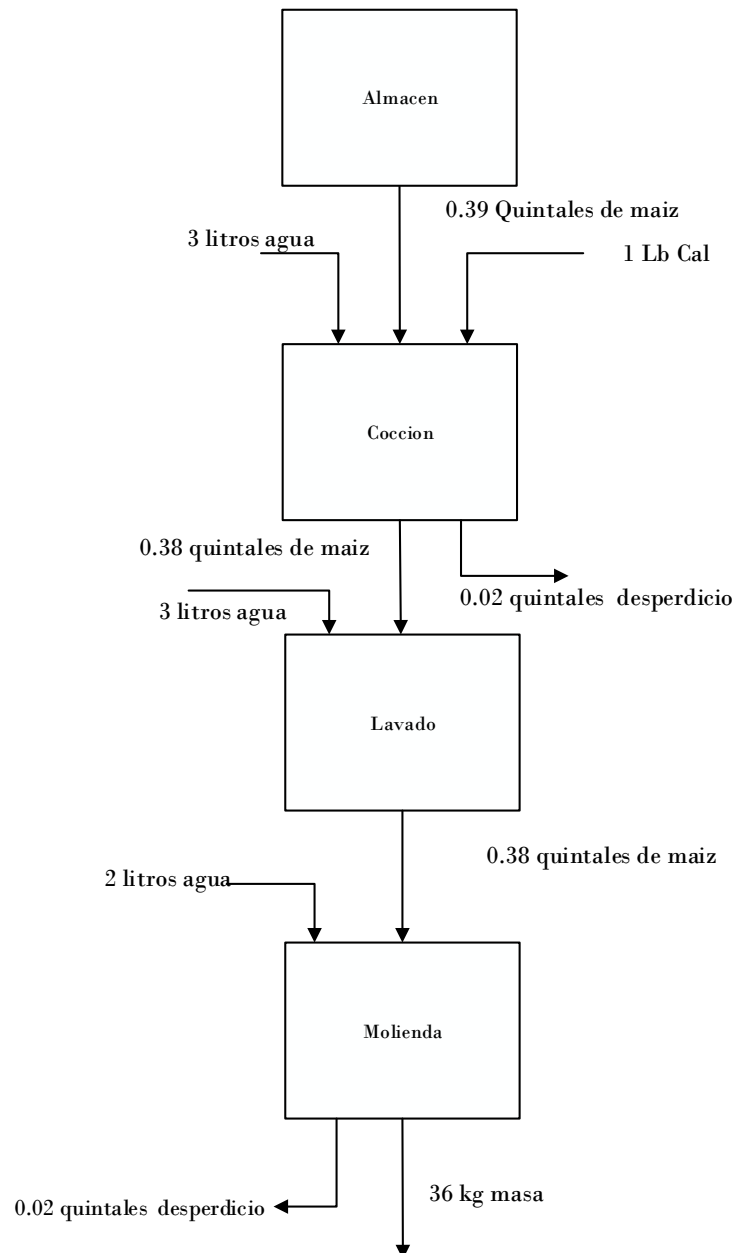 Almacen
0.39 Quintales de maiz
3 litros agua
1 Lb Cal
Coccion
0.38 quintales de maiz
0.02 quintales desperdicio
3 litros agua
Lavado
0.38 quintales de maiz
2 litros agua
Molienda
36 kg masa
0.02 quintales desperdicio